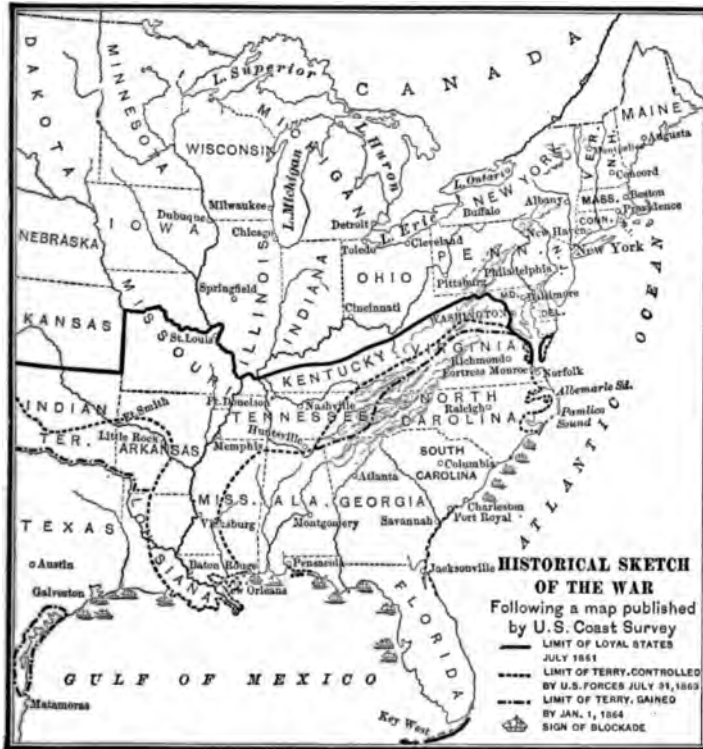 CANADA
DAKOTA
MINNESOTA
L. Superior
MICHIGAN
WISCONSIN
L. Michigan
L. Huron
MAINE
Augusta
Montpelier
VER.
N.H.
Concord
L. Ontario
NEW YORK
MASS.
Boston
Providence
CONN.
Albany
Buffalo
New Haven
New York
Milwaukee
Detroit
L. Erie
IOWA
Dubuque
Chicago
Toledo
Cleveland
PENN.
N.J.
NEBRASKA
ILLINOIS
INDIANA
OHIO
Philadelphia
Pittsburg
Springfield
Cincinnati
MD.
Baltimore
DEL.
WASHINGTON
KANSAS
MISSOURI
St. Louis
KENTUCKY
VIRGINIA
Richmond
Fortress Monroe
Norfolk
Albemarle Sd.
Pamlico
Sound
INDIAN
TER.
Ft. Smith
Ft. Donelson
Nashville
TENNESSEE
NORTH
CAROLINA
Raleigh
Little Rock
ARKANSAS
Memphis
Huntsville
SOUTH
CAROLINA
Columbia
Atlanta
MISS.
ALA.
GEORGIA
Charleston
Port Royal
Savannah
Vicksburg
Montgomery
TEXAS
LOUISIANA
Austin
Galveston
Baton Rouge
New Orleans
Pensacola
Jacksonville
FLORIDA
ATLANTIC
OCEAN
GULF OF MEXICO
Matamoras
Key West
HISTORICAL SKETCH
OF THE WAR
Following a map published
by U.S. Coast Survey
LIMIT OF LOYAL STATES
JULY 1861
LIMIT OF TERRY. CONTROLLED
BY U.S. FORCES JULY 31, 1863
LIMIT OF TERRY. GAINED
BY JAN. 1, 1864
SIGN OF BLOCKADE